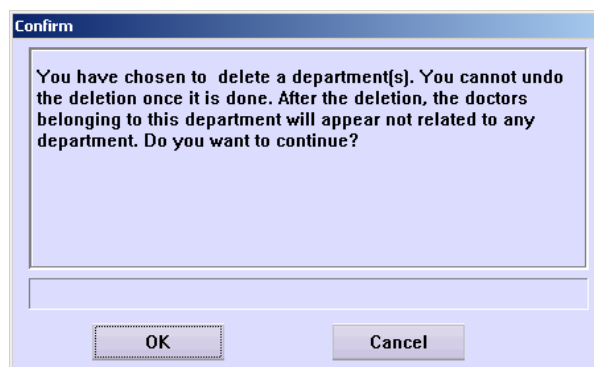 Confirm
You have chosen to  delete a department(s). You cannot undo
the deletion once it is done. After the deletion, the doctors
belonging to this department will appear not related to any
department. Do you want to continue?
OK
Cancel